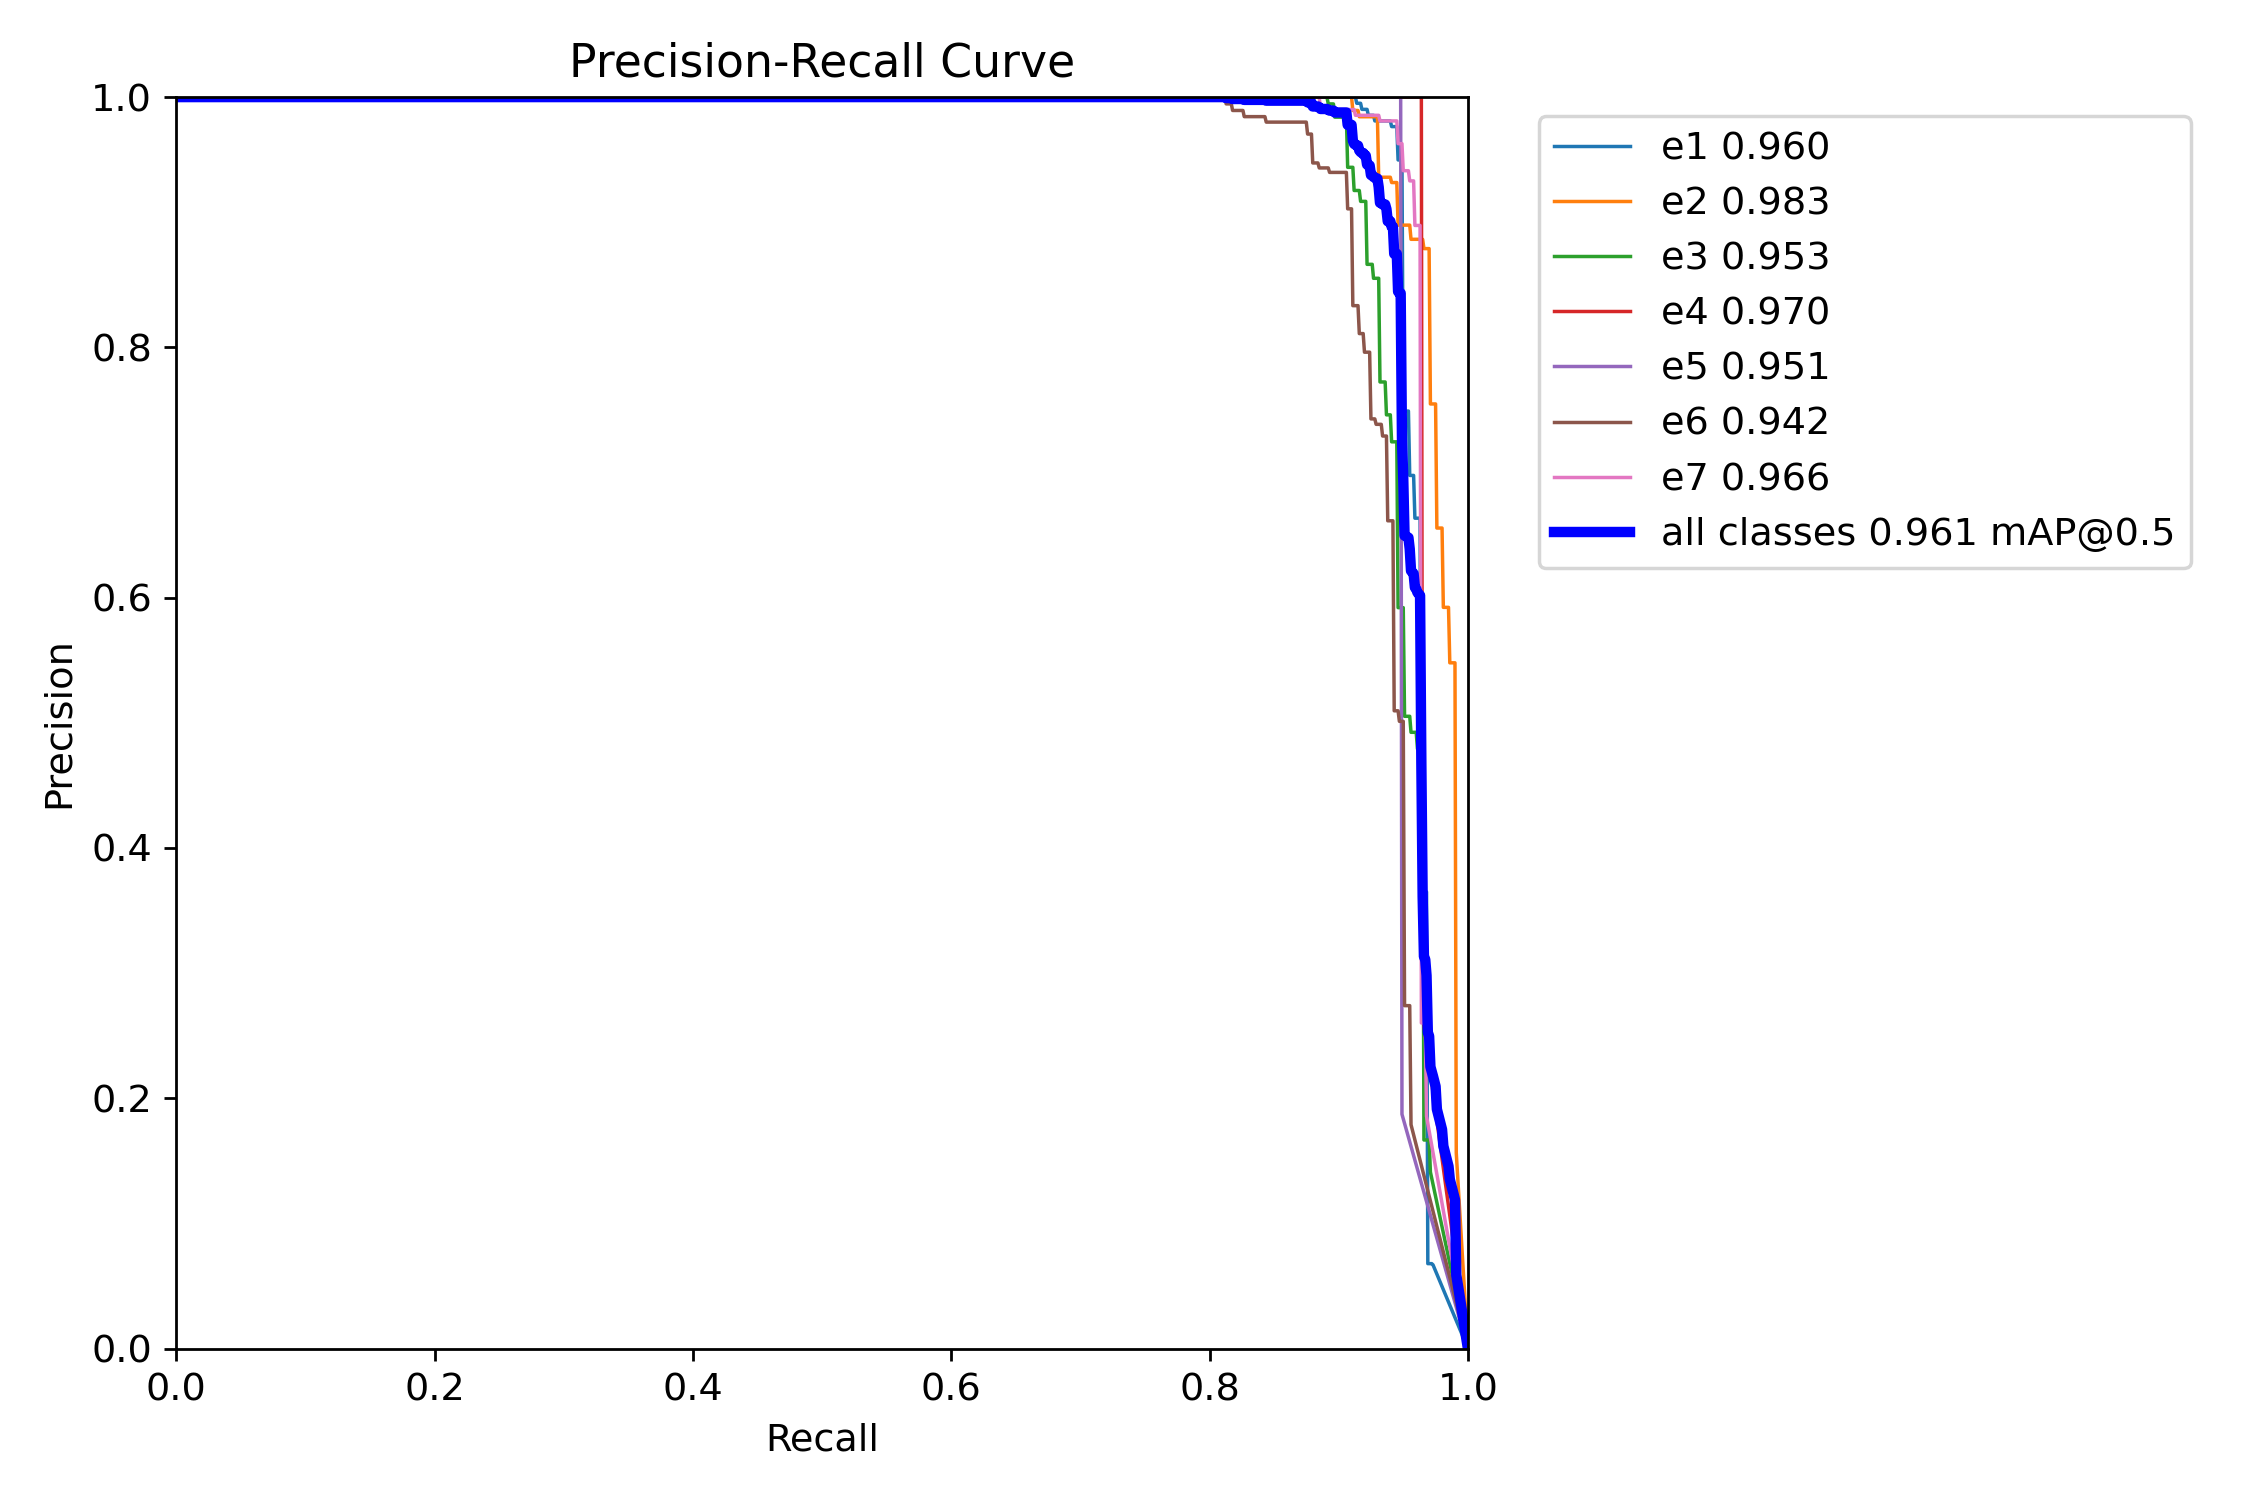 Precision-Recall Curve
1.0
0.8
0.6
0.4
0.2
0.0
Precision
0.0 0.2 0.4 0.6 0.8 1.0
Recall
e1 0.960
e2 0.983
e3 0.953
e4 0.970
e5 0.951
e6 0.942
e7 0.966
all classes 0.961 mAP@0.5